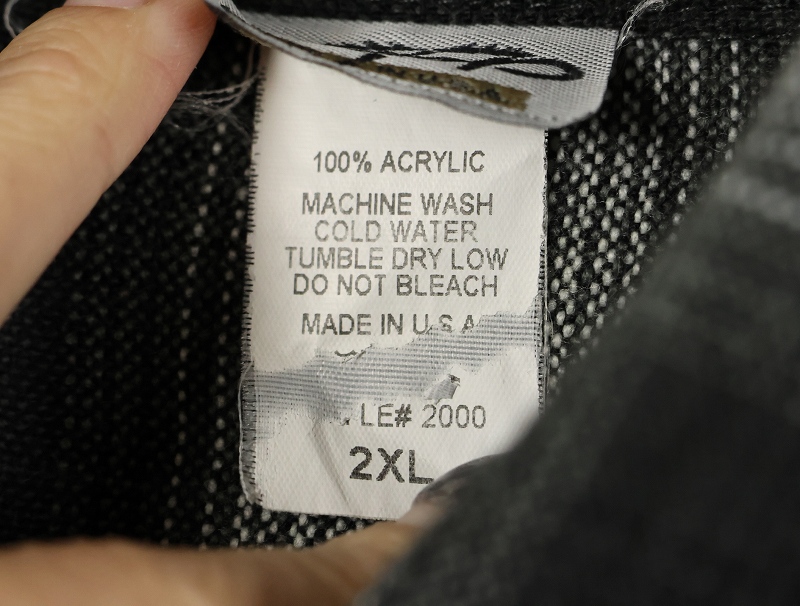 100% ACRYLIC
MACHINE WASH
COLD WATER
TUMBLE DRY LOW
DO NOT BLEACH
MADE IN U.S.A.
LE# 2000
2XL